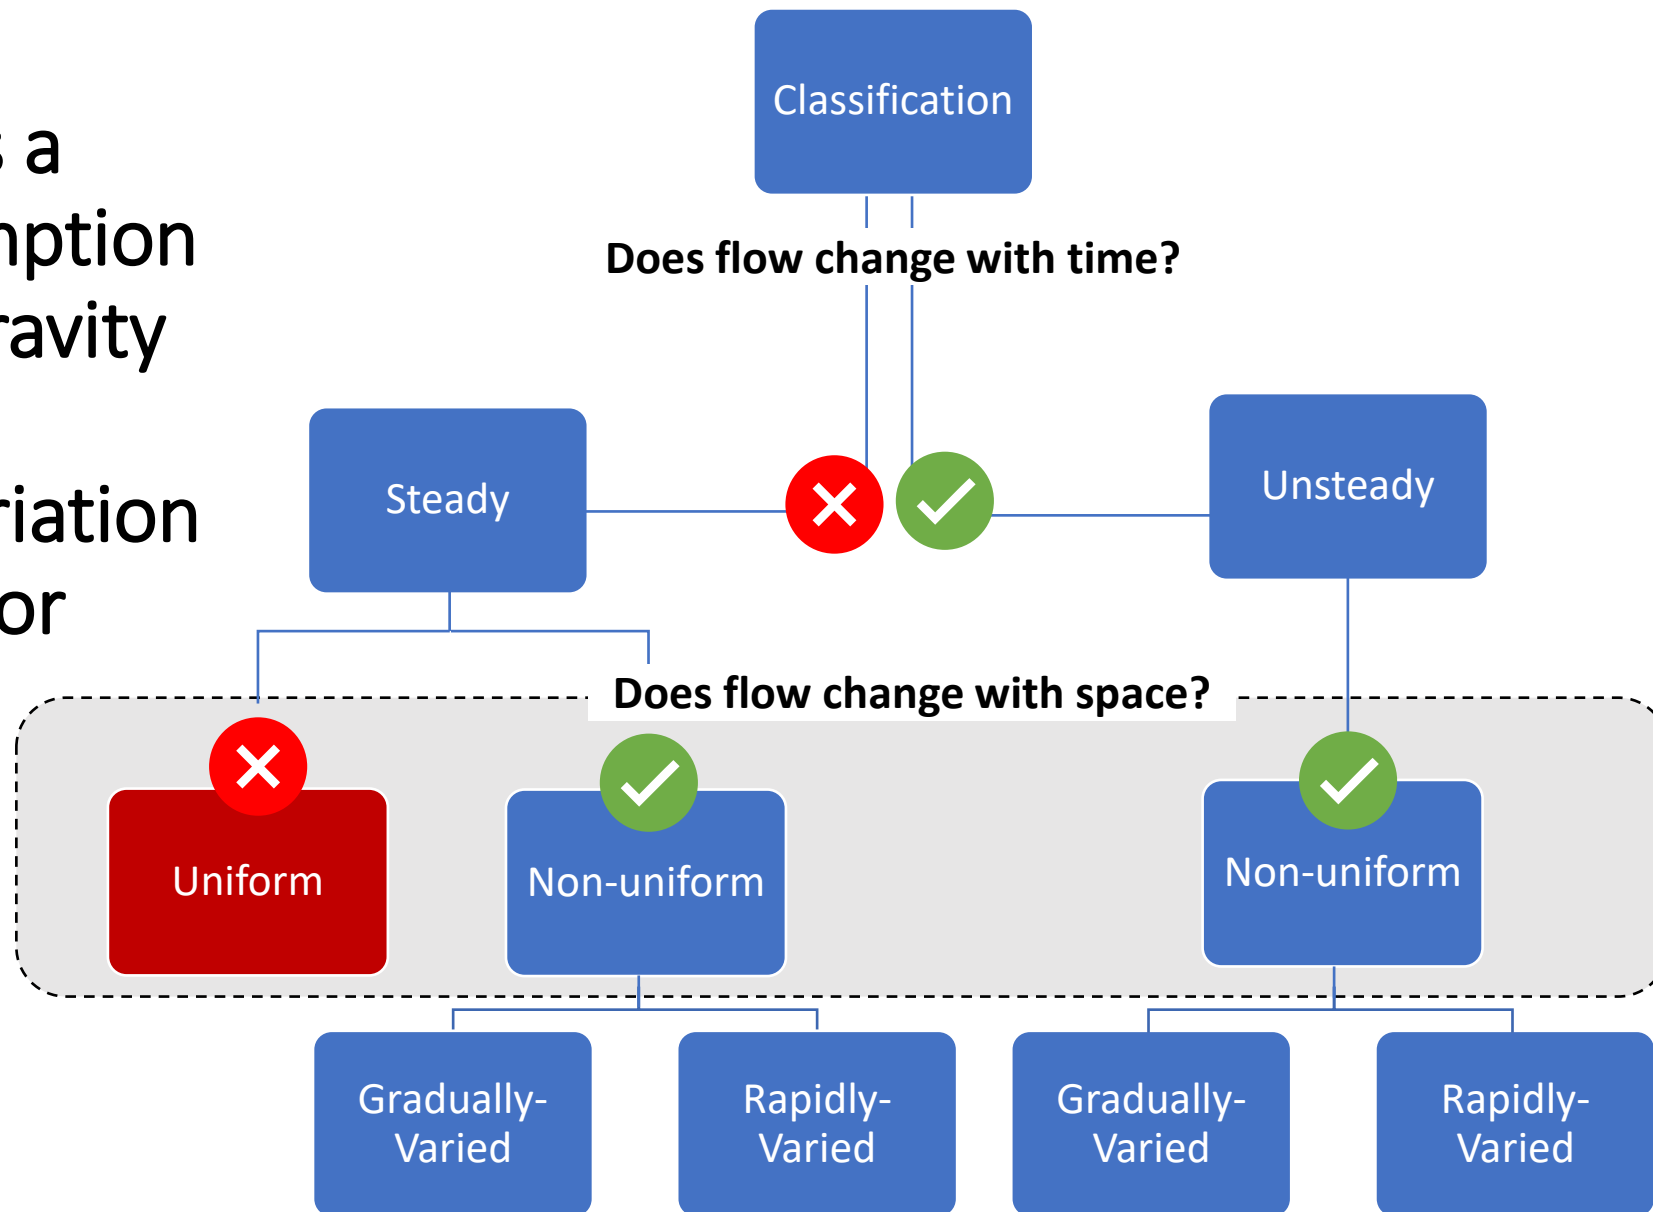 s a
ravity
riation
or
Classification
Does flow change with time?
Steady
Unsteady
Does flow change with space?
Uniform
Non-uniform
Non-uniform
Gradually-
Varied
Rapidly-
Varied
Gradually-
Varied
Rapidly-
Varied